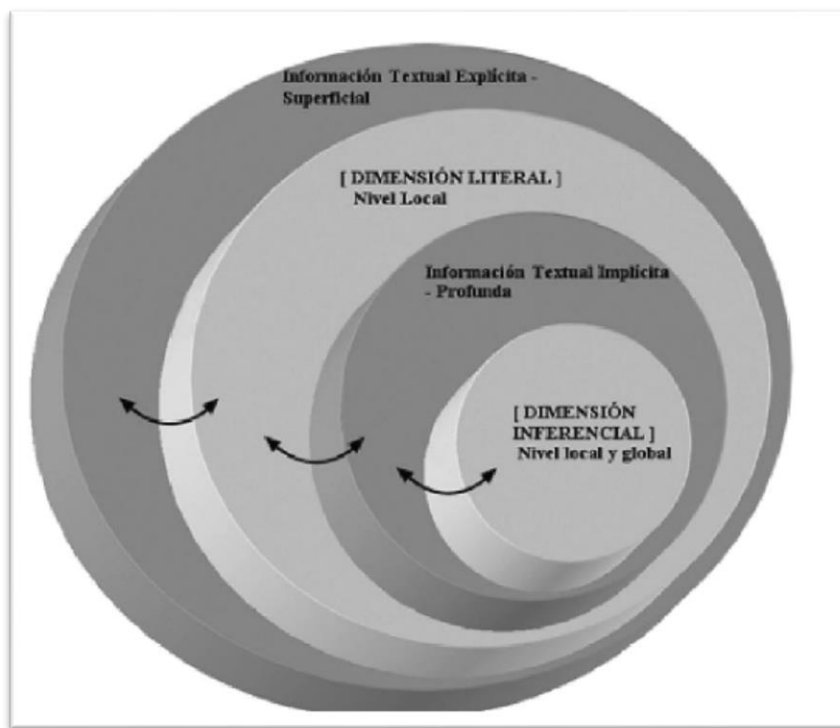 Información Textual Explícita -
Superficial
[ DIMENSIÓN LITERAL ]
Nivel Local
Información Textual Implícita
- Profunda
[ DIMENSIÓN
INFERENCIAL ]
Nivel local y global